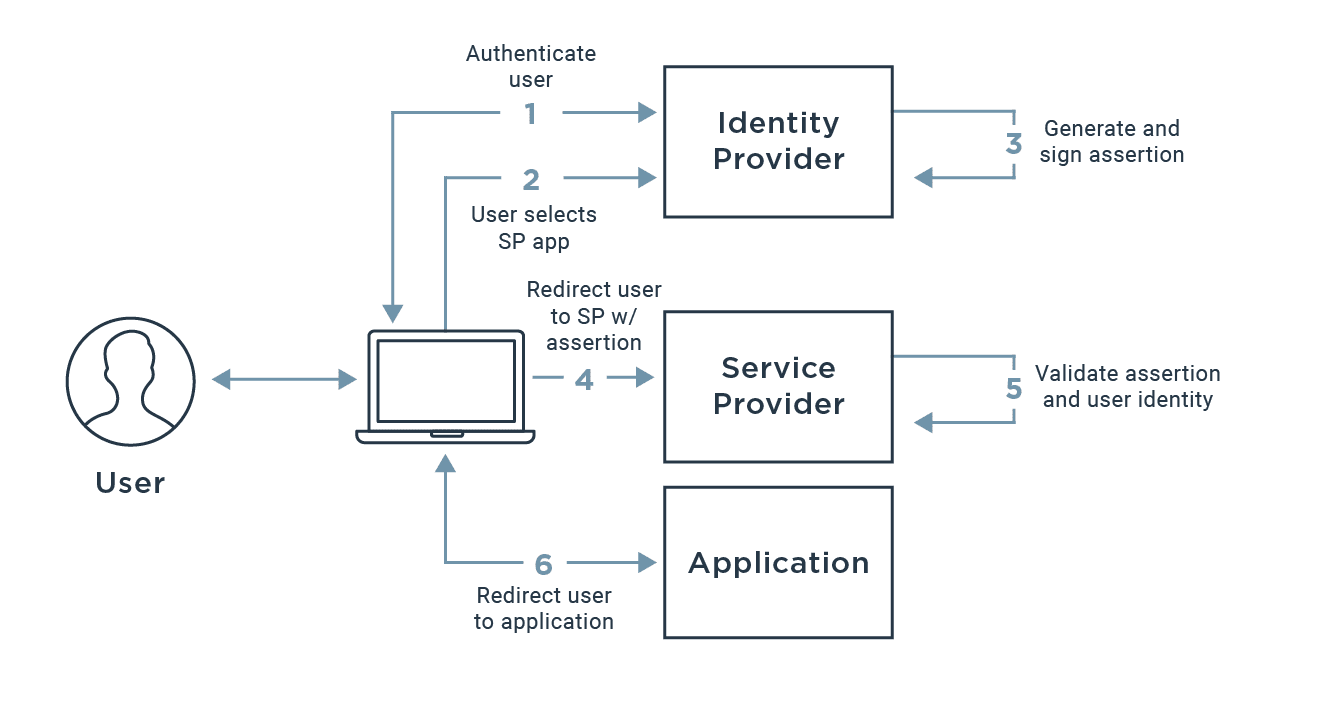 Authenticate
user
1
2
User selects
SP app
Identity
Provider
3
Generate and
sign assertion
Redirect user
to SP w/
assertion
4
Service
Provider
5
Validate assertion
and user identity
User
6
Redirect user
to application
Application